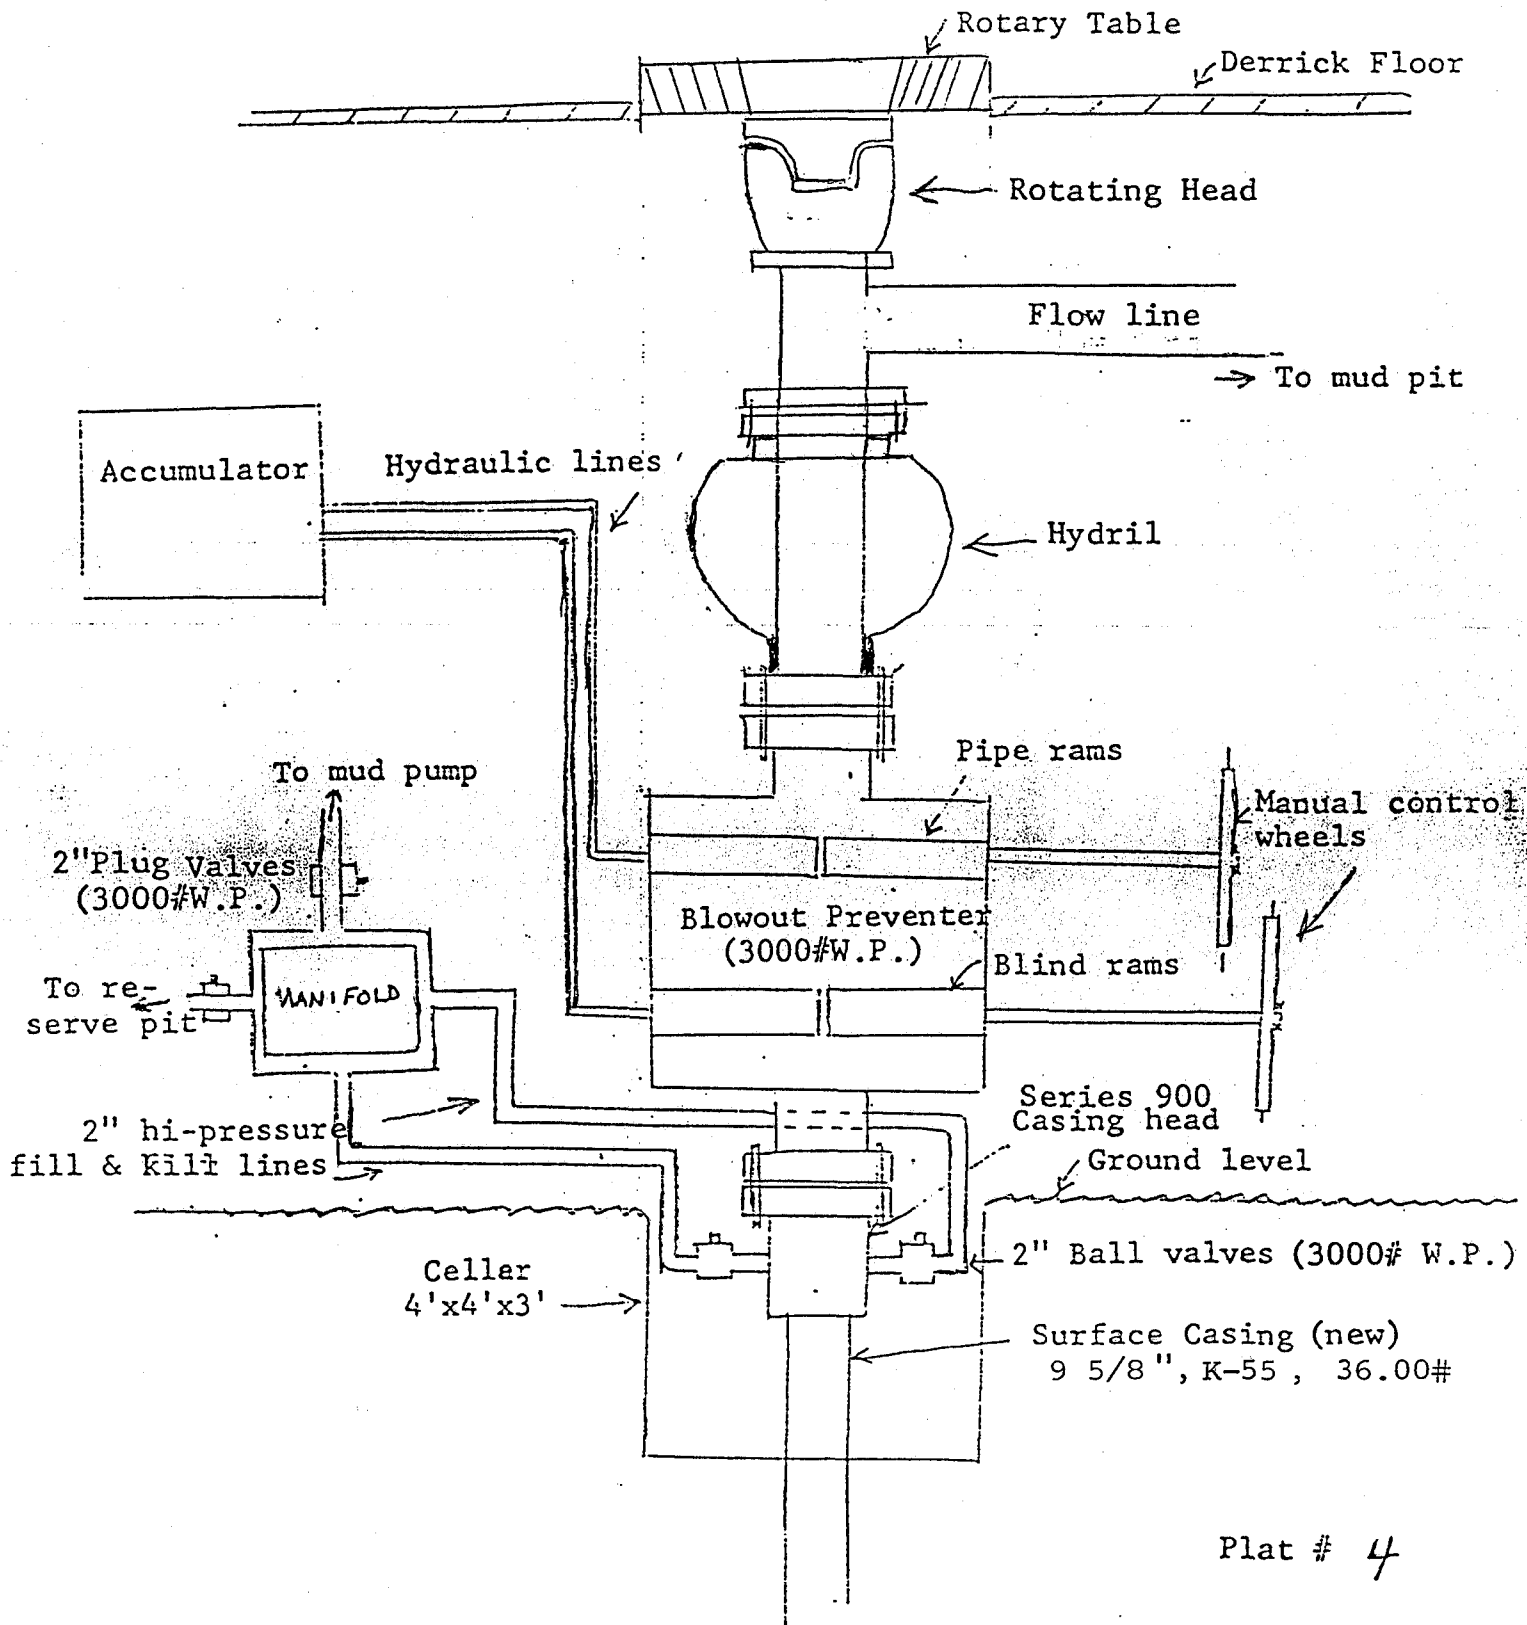 Rotary Table
Derrick Floor
Rotating Head
Flow line
→ To mud pit
Accumulator
Hydraulic lines
Hydril
Pipe rams
To mud pump
Manual control
wheels
2"Plug Valves
(3000#W.P.)
Blowout Preventer
(3000#W.P.)
Blind rams
To re-
serve pit
MANIFOLD
Series 900
Casing head
2" hi-pressure
fill & Kill lines
Ground level
2" Ball valves (3000# W.P.)
Cellar
4'x4'x3'
Surface Casing (new)
9 5/8", K-55, 36.00#
Plat # 4